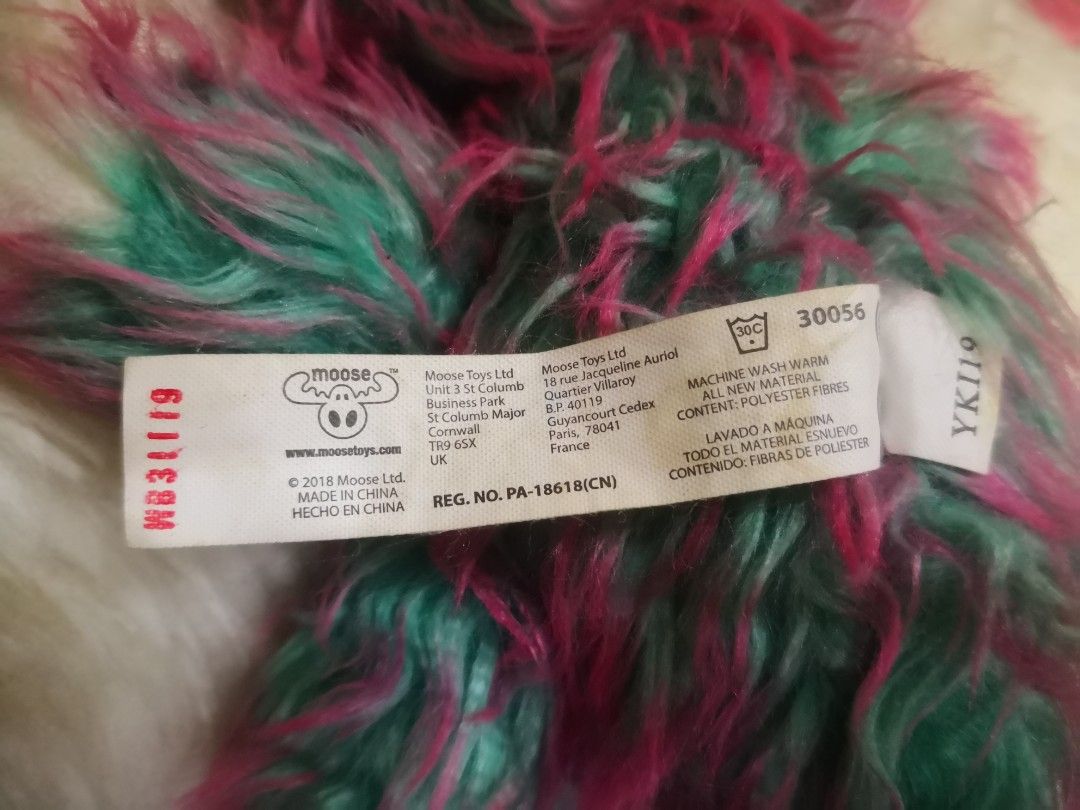 WB31119
moose™
www.moosetoys.com
© 2018 Moose Ltd.
MADE IN CHINA
HECHO EN CHINA
Moose Toys Ltd
Unit 3 St Columb
Business Park
St Columb Major
Cornwall
TR9 6SX
UK
Moose Toys Ltd
18 rue Jacqueline Auriol
Quartier Villaroy
B.P. 40119
Guyancourt Cedex
Paris, 78041
France
REG. NO. PA-18618(CN)
30C
30056
MACHINE WASH WARM
ALL NEW MATERIAL
CONTENT: POLYESTER FIBRES
LAVADO A MÁQUINA
TODO EL MATERIAL ESNUEVO
CONTENIDO: FIBRAS DE POLIESTER
YKI19